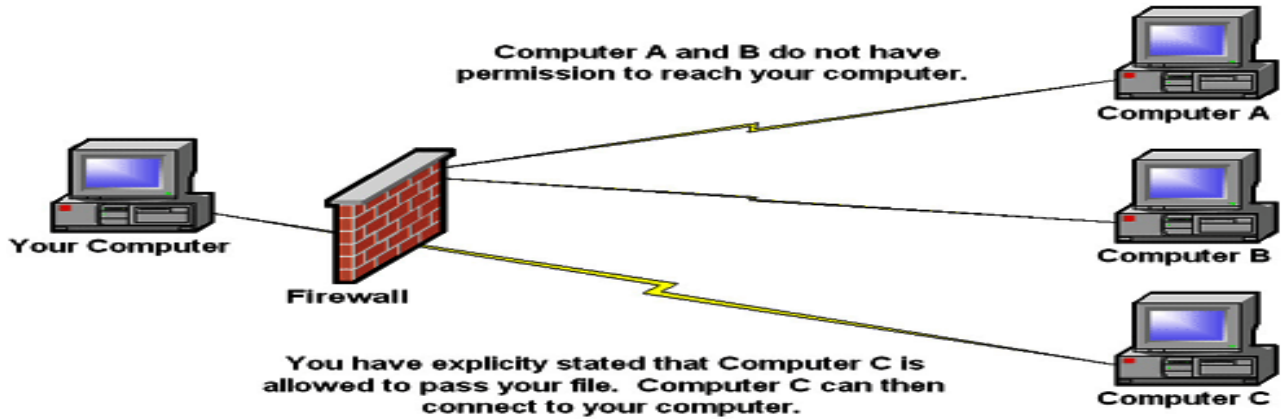 Computer A and B do not have
permission to reach your computer.
Computer A
Your Computer
Computer B
Firewall
You have explicity stated that Computer C is
allowed to pass your file. Computer C can then
connect to your computer.
Computer C